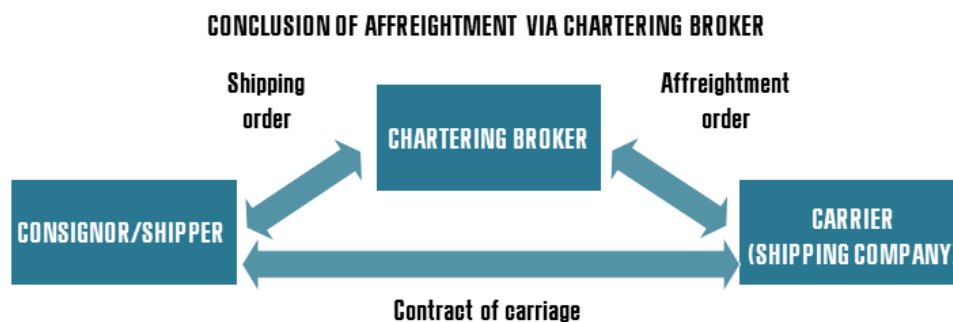 CONCLUSION OF AFFREIGHTMENT VIA CHARTERING BROKER
Shipping
order
Affreightment
order
CHARTERING BROKER
CONSIGNOR/SHIPPER
CARRIER
(SHIPPING COMPANY)
Contract of carriage